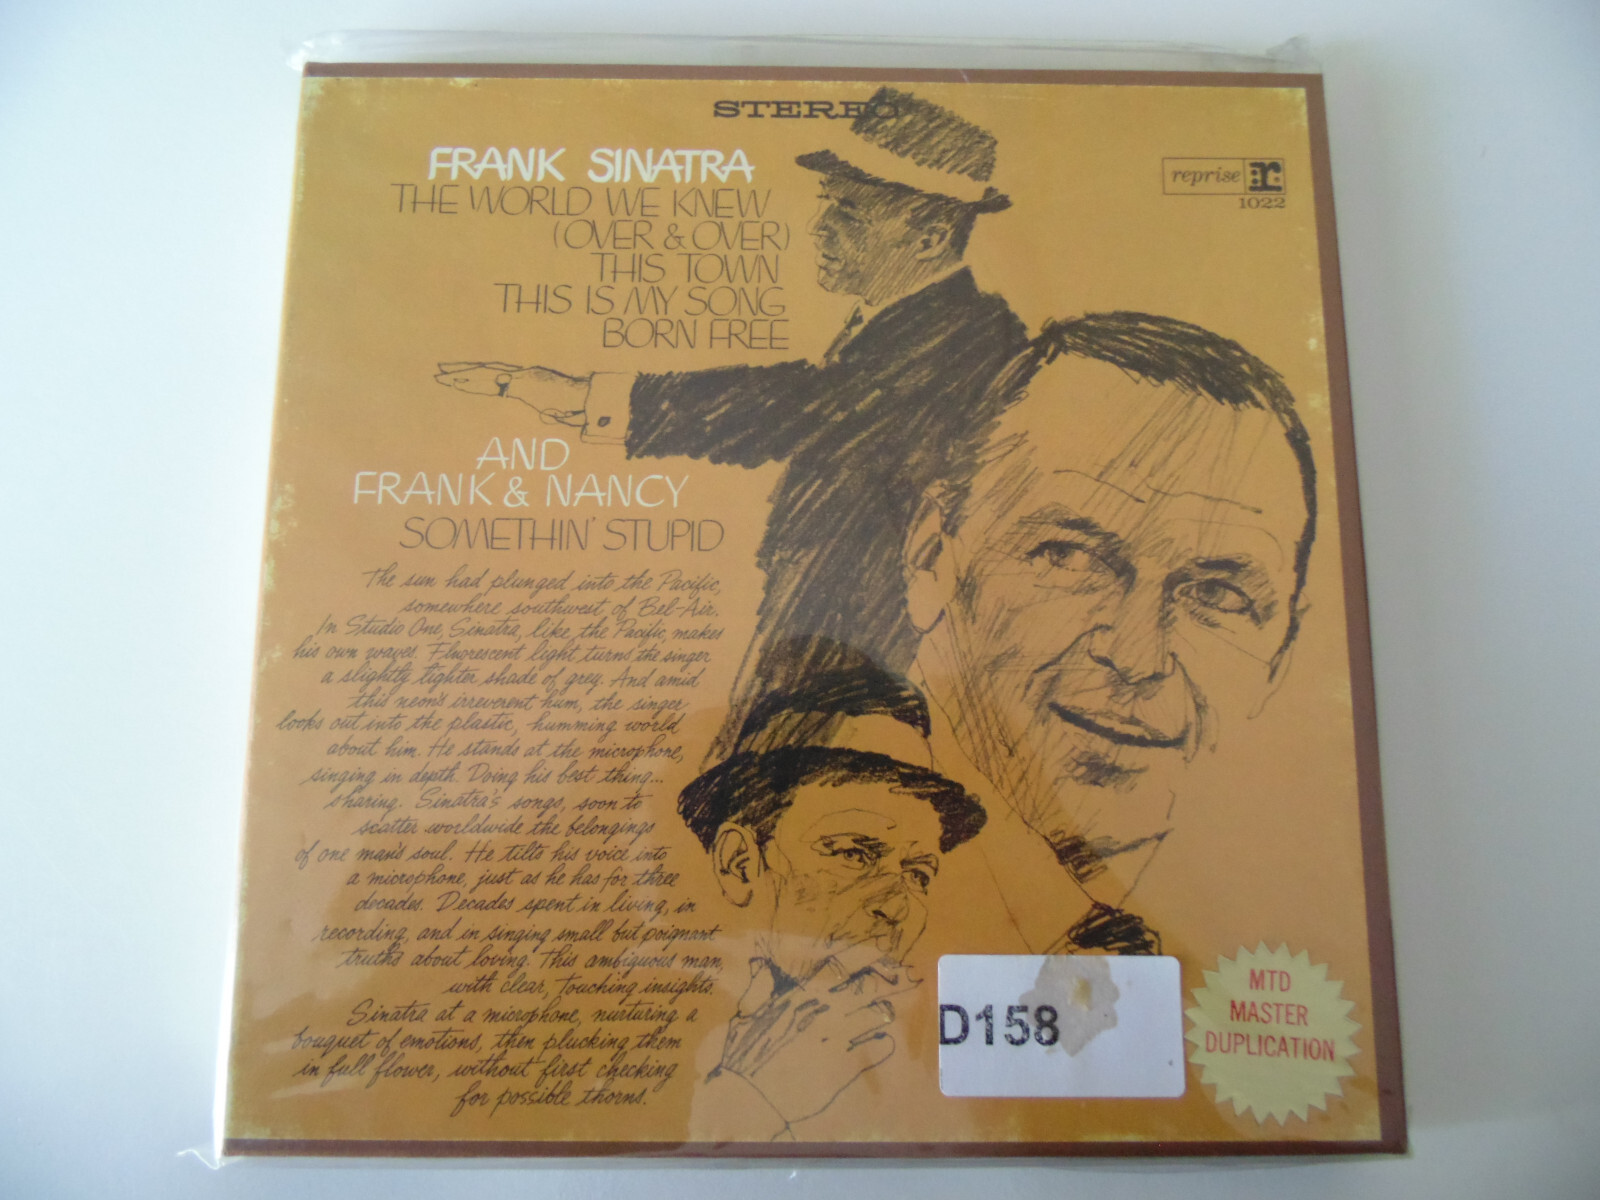 STEREO
FRANK SINATRA
THE WORLD WE KNEW
(OVER & OVER)
THIS TOWN
THIS IS MY SONG
BORN FREE
reprise r:
1022
AND
FRANK & NANCY
SOMETHIN' STUPID
The sun had plunged into the Pacific,
somewhere southwest of Bel-Air.
In Studio One, Sinatra, like the Pacific, makes
his own waves. Fluorescent light turns the singer
a slightly lighter shade of grey. And amid
this neon's irreverent hum, the singer
looks out into the plastic, humming world
about him. He stands at the microphone,
singing in depth. Doing his best thing...
sharing. Sinatra's songs, soon to
scatter worldwide the belongings
of one man's soul. He tilts his voice into
a microphone, just as he has for three
decades. Decades spent in living, in
recording, and in singing small but poignant
truths about loving. This ambiguous man,
with clear, touching insights.
Sinatra at a microphone, nurturing a
bouquet of emotions, then plucking them
in full flower, without first checking
for possible thorns.
D158
MTD
MASTER
DUPLICATION